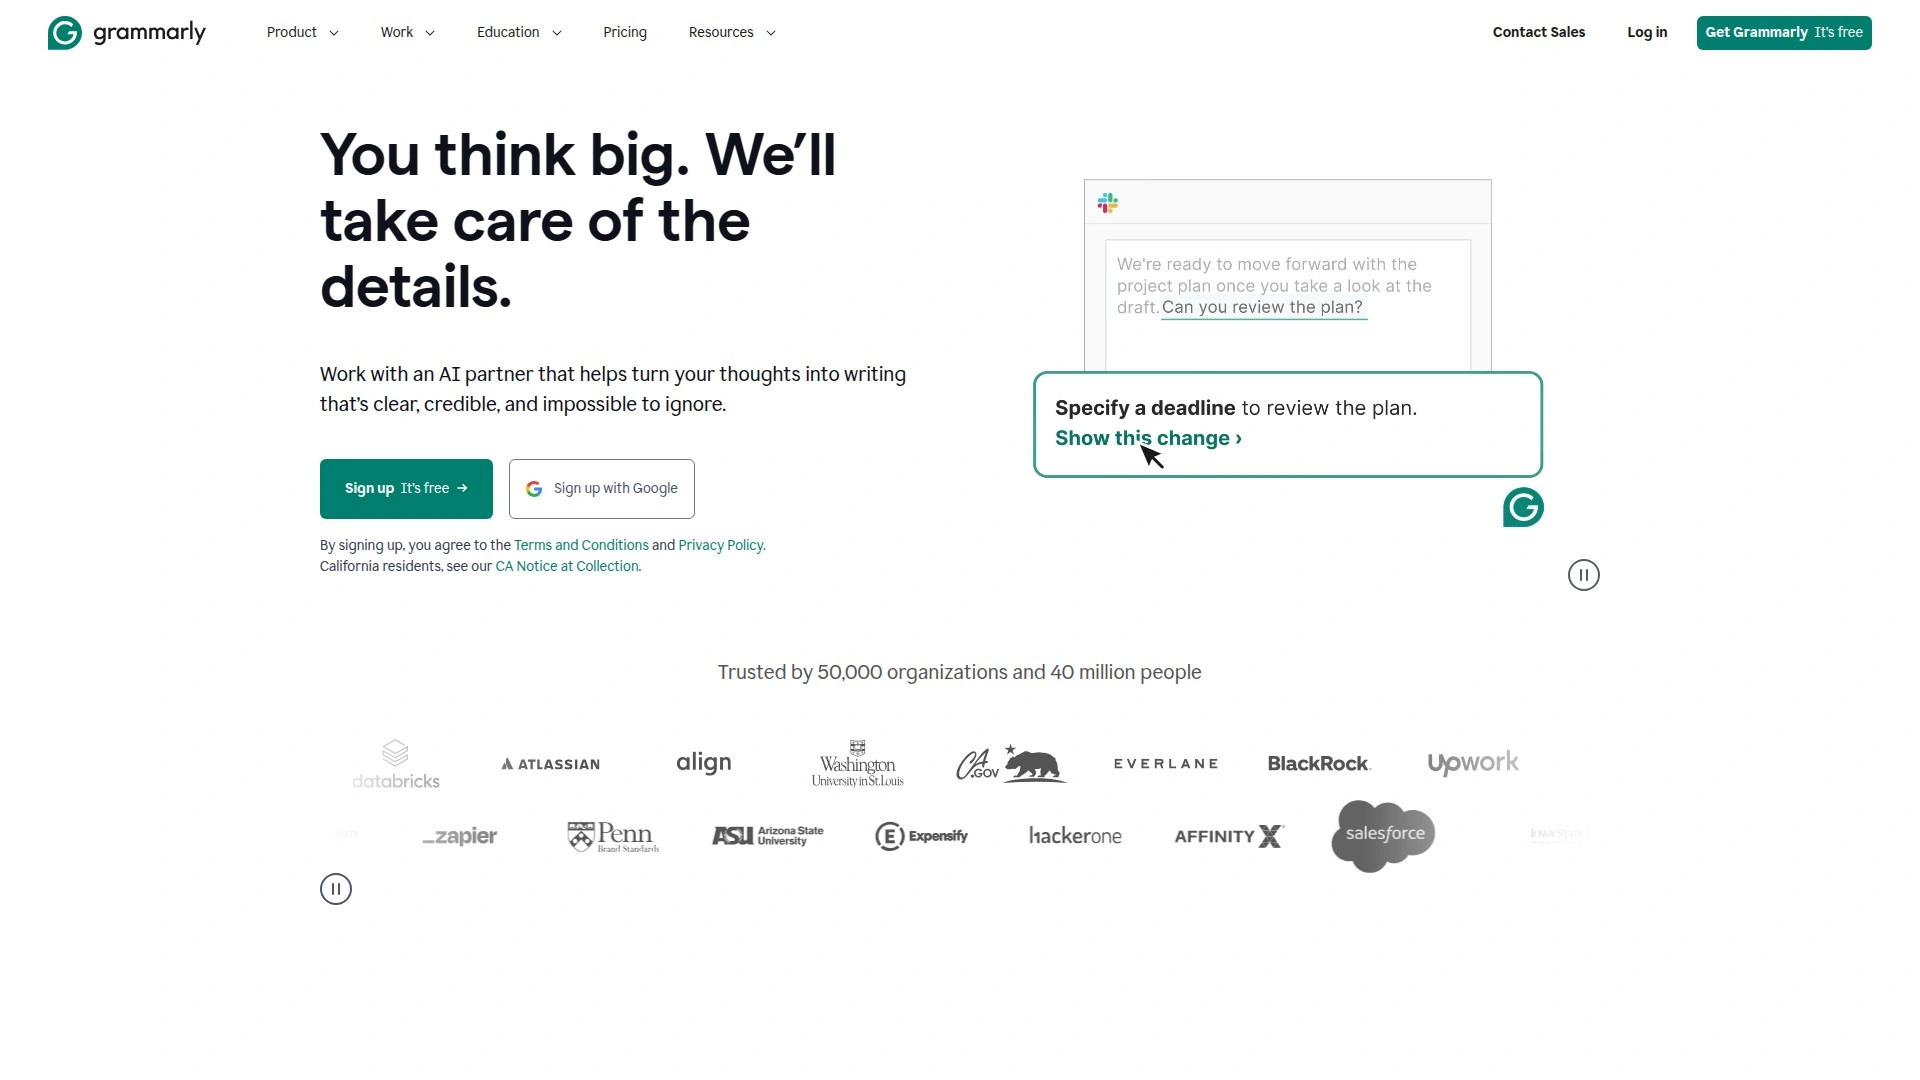 grammarly
Product
Work
Education
Pricing
Resources
Contact Sales
Log in
Get Grammarly It's free
You think big. We’ll
take care of the
details.
Work with an AI partner that helps turn your thoughts into writing
that’s clear, credible, and impossible to ignore.
Sign up It's free →
Sign up with Google
By signing up, you agree to the Terms and Conditions and Privacy Policy.
California residents, see our CA Notice at Collection.
We're ready to move forward with the
project plan once you take a look at the
draft. Can you review the plan?
Specify a deadline to review the plan.
Show this change ›
Trusted by 50,000 organizations and 40 million people
databricks
ATLASSIAN
align
Washington
University in St. Louis
CA.GOV
EVERLANE
BlackRock.
Upwork
_zapier
Penn
Brand Standards
ASU Arizona State
University
Expensify
hackerone
AFFINITY X
salesforce
IOWA STATE